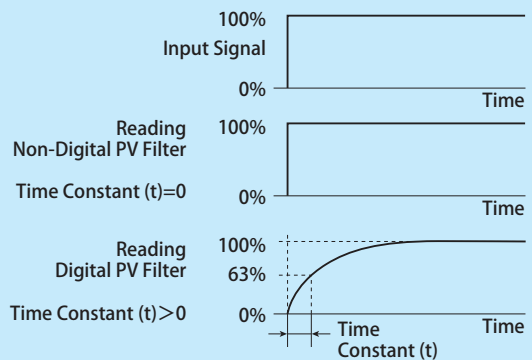 100%
Input Signal
0%
Time
Reading
Non-Digital PV Filter
100%
Time Constant (t)=0
0%
Time
Reading
Digital PV Filter
100%
63%
Time Constant (t)>0
0%
Time
Time
Constant (t)